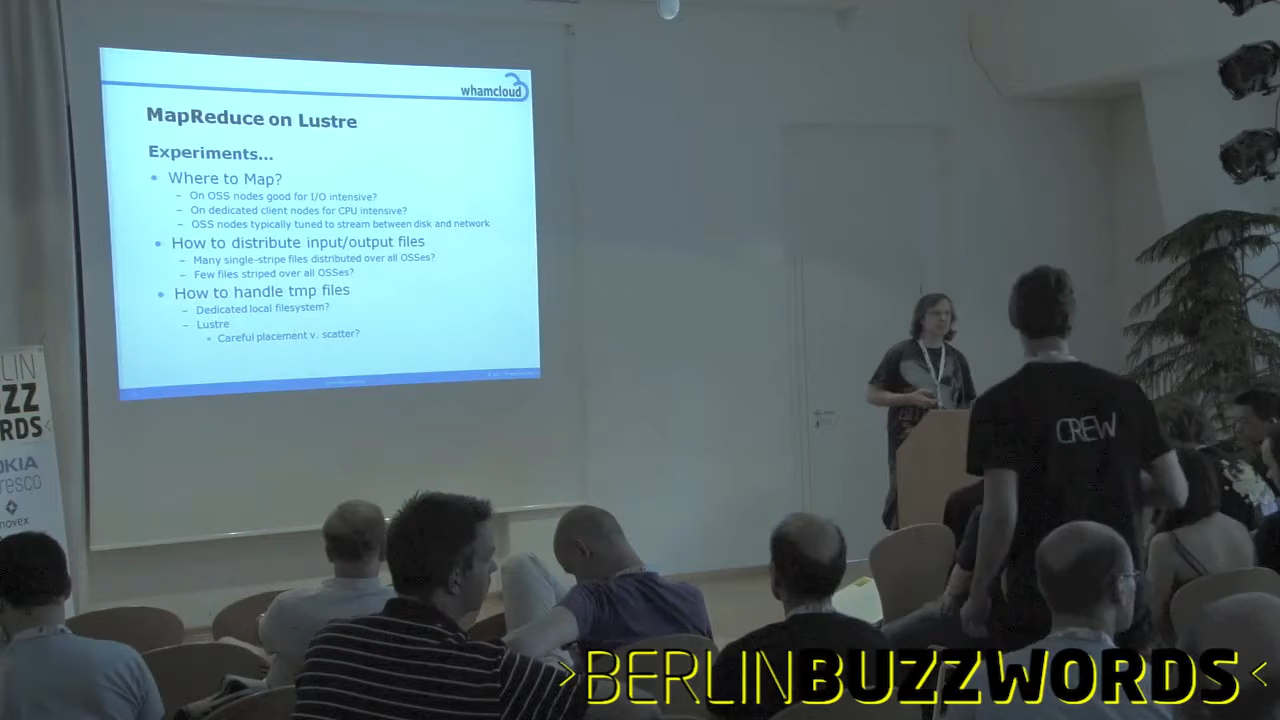 whamcloud
MapReduce on Lustre
Experiments...
• Where to Map?
– On OSS nodes good for I/O intensive?
– On dedicated client nodes for CPU intensive?
– OSS nodes typically tuned to stream between disk and network
• How to distribute input/output files
– Many single-stripe files distributed over all OSSes?
– Few files striped over all OSSes?
• How to handle tmp files
– Dedicated local filesystem?
– Lustre
• Careful placement v. scatter?
CREW
LIN
ZZ
RDS<
OKIA
resco
novex
>BERLINBUZZWORDS<